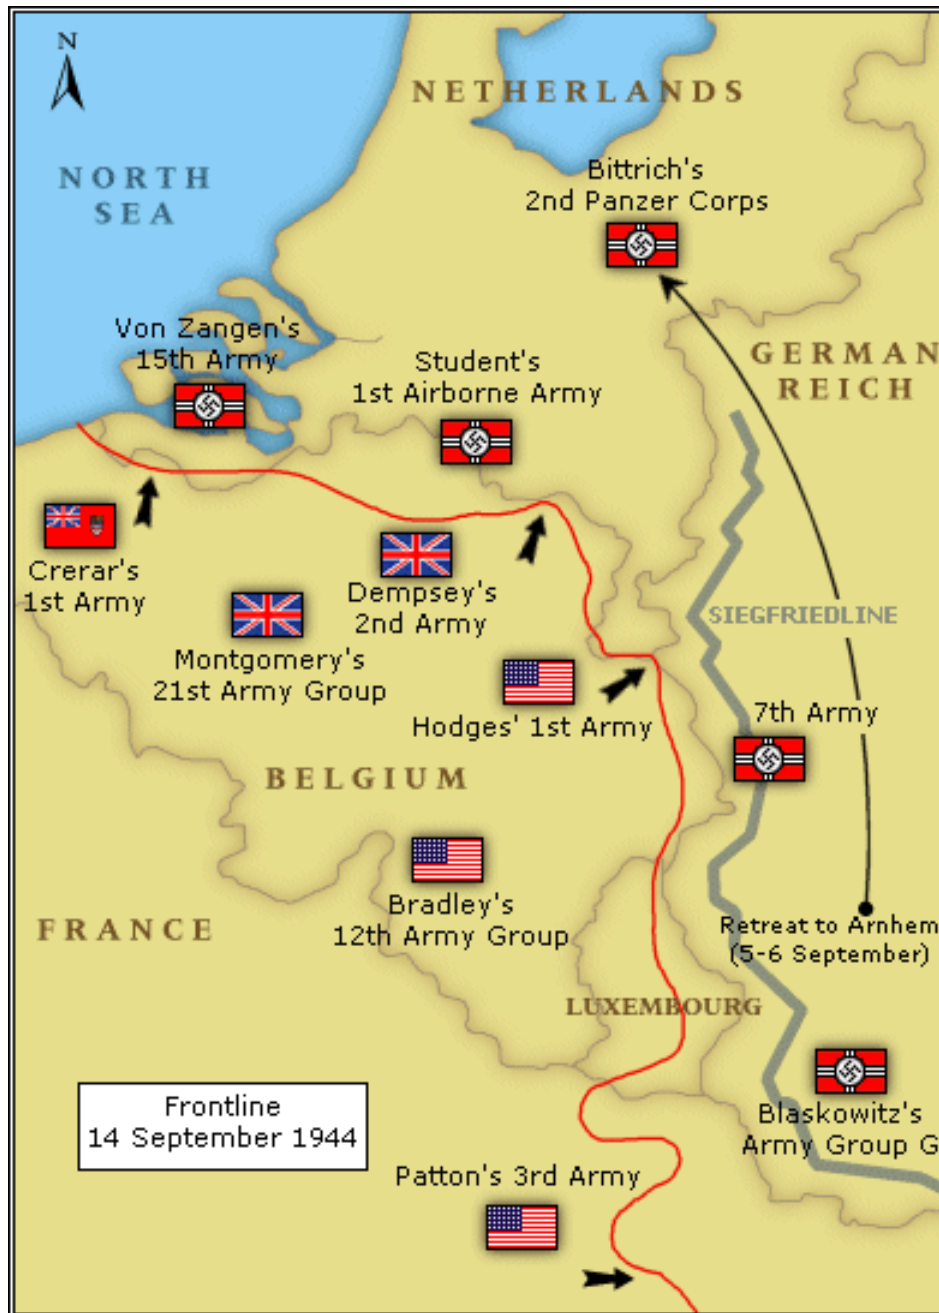 N
NETHERLANDS
NORTH
SEA
Bittrich's
2nd Panzer Corps
Von Zangen's
15th Army
Student's
1st Airborne Army
GERMAN
REICH
Crerar's
1st Army
Dempsey's
2nd Army
Montgomery's
21st Army Group
SIEGFRIEDLINE
Hodges' 1st Army
7th Army
BELGIUM
Bradley's
12th Army Group
FRANCE
Retreat to Arnhem
(5-6 September)
LUXEMBOURG
Frontline
14 September 1944
Blaskowitz's
Army Group G
Patton's 3rd Army